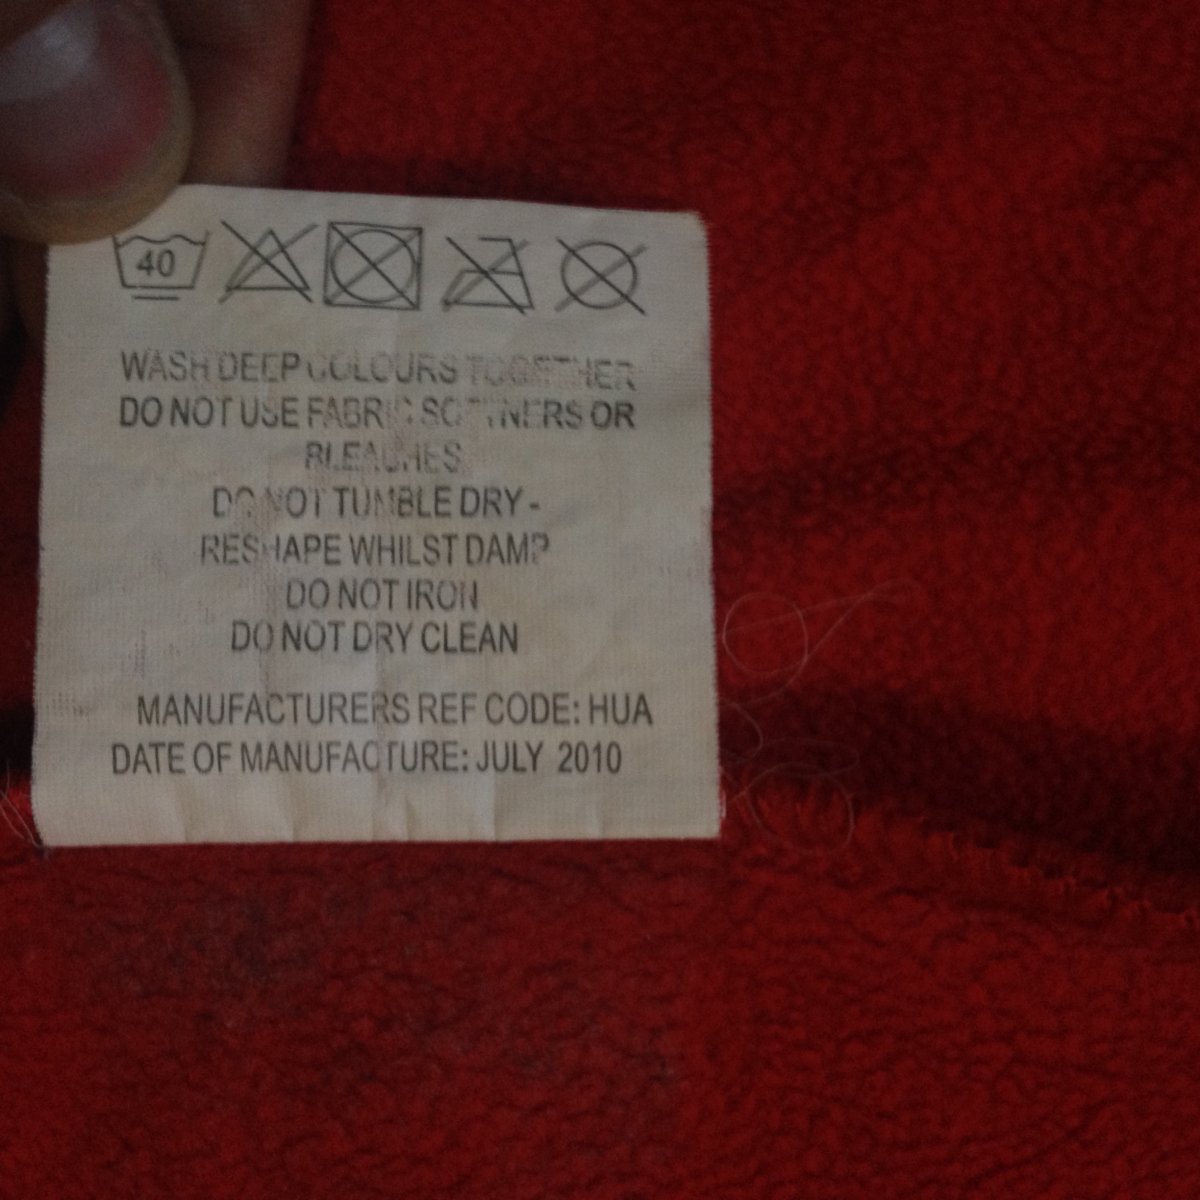 40
WASH DEEP COLOURS TOGETHER
DO NOT USE FABRIC SOFTNERS OR
BLEACHES
DO NOT TUMBLE DRY -
RESHAPE WHILST DAMP
DO NOT IRON
DO NOT DRY CLEAN
MANUFACTURERS REF CODE: HUA
DATE OF MANUFACTURE: JULY 2010